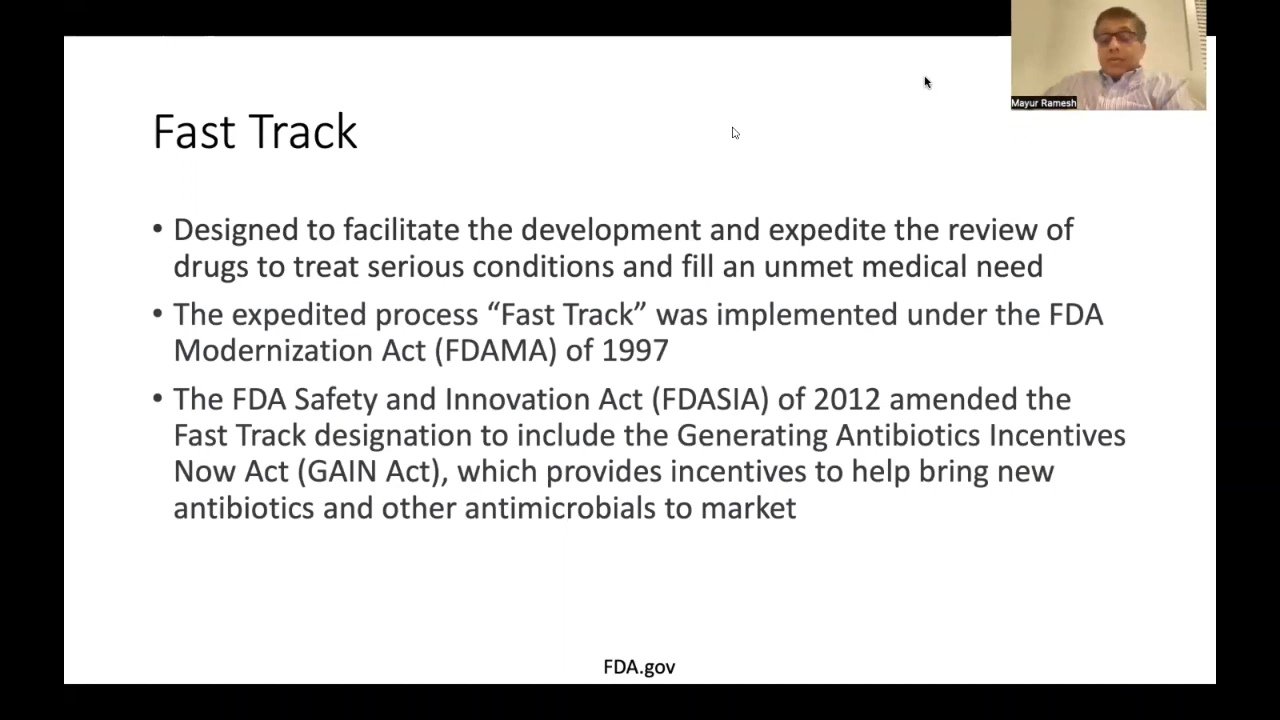 Mayur Ramesh
Fast Track
• Designed to facilitate the development and expedite the review of
drugs to treat serious conditions and fill an unmet medical need
• The expedited process “Fast Track” was implemented under the FDA
Modernization Act (FDAMA) of 1997
• The FDA Safety and Innovation Act (FDASIA) of 2012 amended the
Fast Track designation to include the Generating Antibiotics Incentives
Now Act (GAIN Act), which provides incentives to help bring new
antibiotics and other antimicrobials to market
FDA.gov